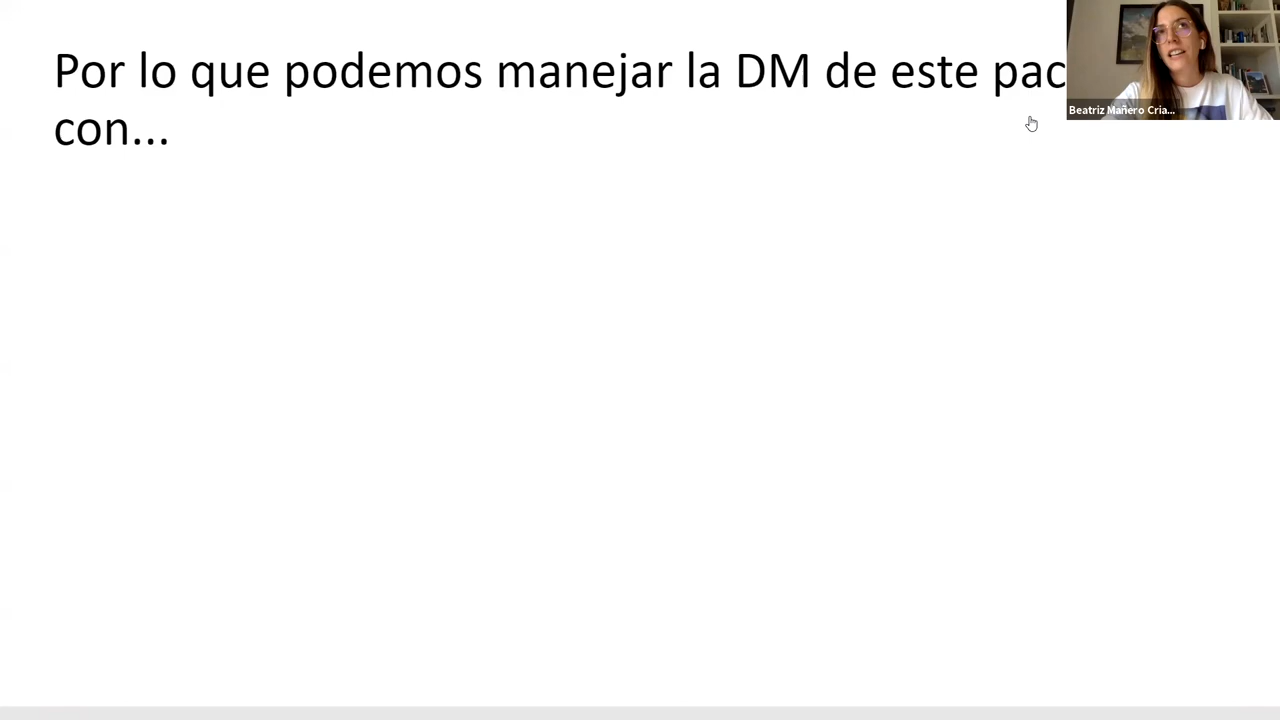 Por lo que podemos manejar la DM de este pac
con...
Beatriz Mañero Cria...